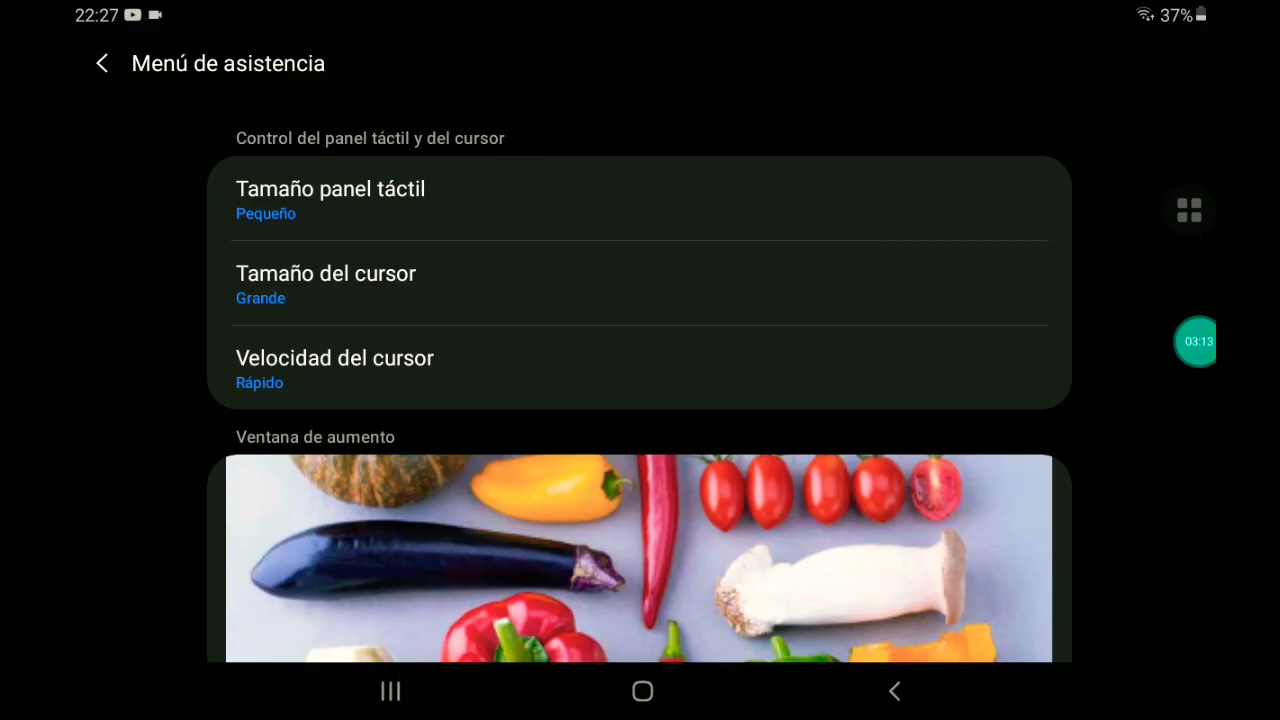 22:27
37%
Menú de asistencia
Control del panel táctil y del cursor
Tamaño panel táctil
Pequeño
Tamaño del cursor
Grande
Velocidad del cursor
Rápido
03:13
Ventana de aumento